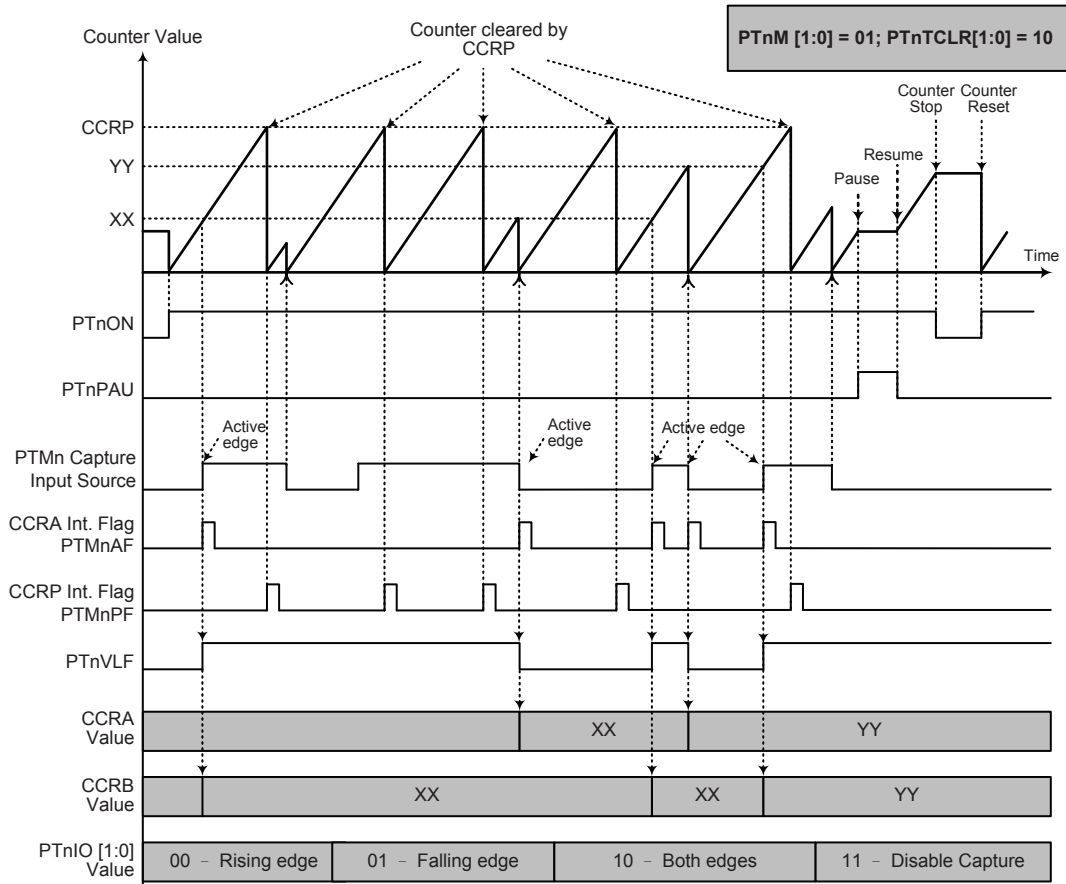 PTnM [1:0] = 01; PTnTCLR[1:0] = 10
Counter Value
Counter cleared by
CCRP
Counter
Stop
Counter
Reset
CCRP
YY
Resume
Pause
XX
Time
PTnON
PTnPAU
Active
edge
Active
edge
Active edge
PTMn Capture
Input Source
CCRA Int. Flag
PTMnAF
CCRP Int. Flag
PTMnPF
PTnVLF
CCRA
Value
XX
YY
CCRB
Value
XX
XX
YY
PTnIO [1:0]
Value
00 – Rising edge
01 – Falling edge
10 – Both edges
11 – Disable Capture